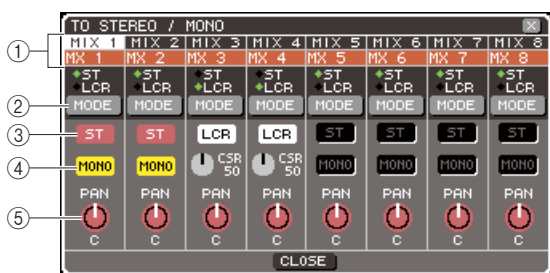 TO STEREO / MONO X
① MIX 1 MIX 2 MIX 3 MIX 4 MIX 5 MIX 6 MIX 7 MIX 8
MX 1 MX 2 MX 3 MX 4 MX 5 MX 6 MX 7 MX 8
ST ST ST ST ST ST ST ST
LCR LCR LCR LCR LCR LCR LCR LCR
② MODE MODE MODE MODE MODE MODE MODE MODE
③ ST ST LCR LCR ST ST ST ST
④ MONO MONO CSR 50 CSR 50 MONO MONO MONO MONO
PAN PAN PAN PAN PAN PAN PAN PAN
⑤
C C C C C C C C
CLOSE